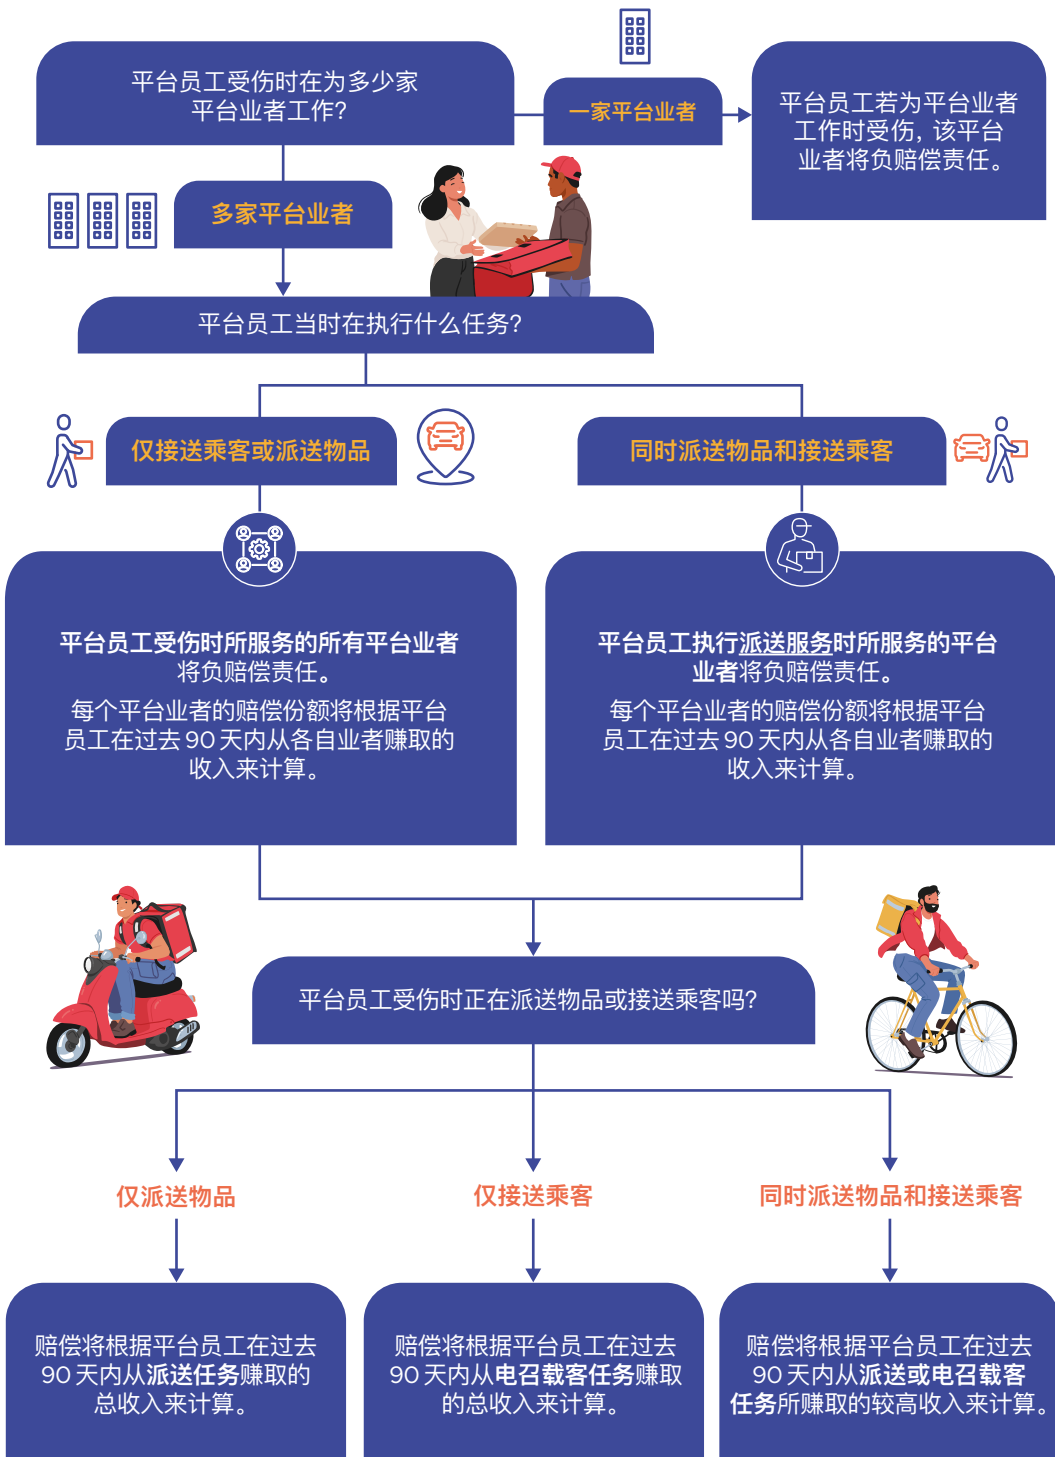 平台员工受伤时在为多少家
平台业者工作?
一家平台业者
平台员工若为平台业者
工作时受伤, 该平台
业者将负赔偿责任。
多家平台业者
平台员工当时在执行什么任务?
仅接送乘客或派送物品
同时派送物品和接送乘客
平台员工受伤时所服务的所有平台业者
将负赔偿责任。
每个平台业者的赔偿份额将根据平台
员工在过去 90 天内从各自业者赚取的
收入来计算。
平台员工执行派送服务时所服务的平台
业者将负赔偿责任。
每个平台业者的赔偿份额将根据平台
员工在过去 90 天内从各自业者赚取的
收入来计算。
平台员工受伤时正在派送物品或接送乘客吗?
仅派送物品
仅接送乘客
同时派送物品和接送乘客
赔偿将根据平台员工在过去
90 天内从派送任务赚取的
总收入来计算。
赔偿将根据平台员工在过去
90 天内从电召载客任务赚取
的总收入来计算。
赔偿将根据平台员工在过去
90 天内从派送或电召载客
任务所赚取的较高收入来计算。